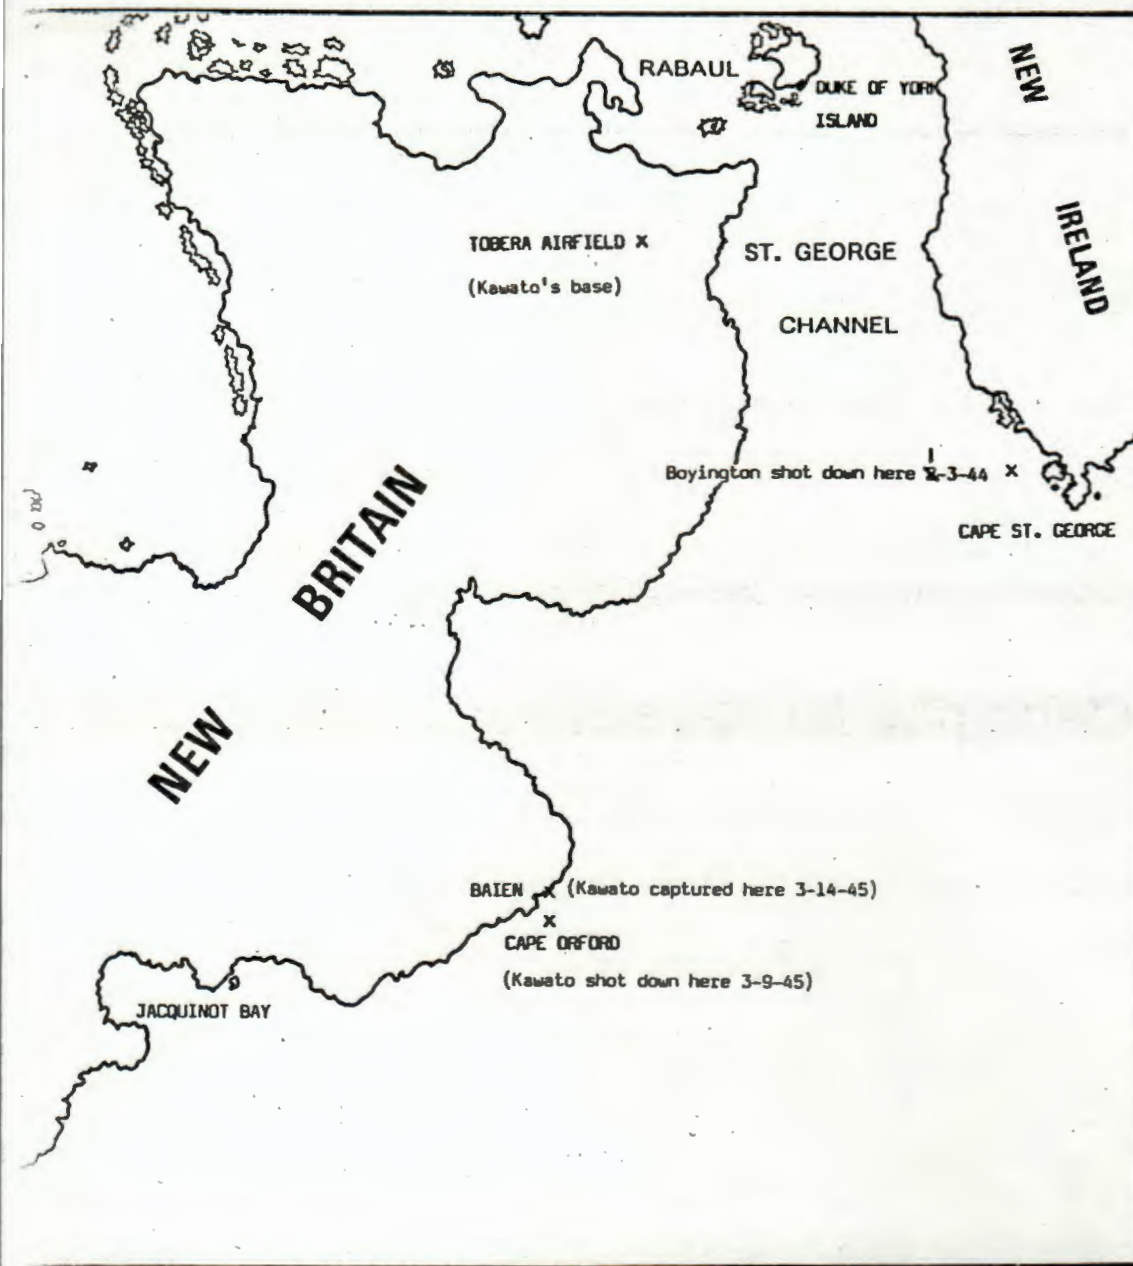 RABAUL
NEW
DUKE OF YORK
ISLAND
IRELAND
TOBERA AIRFIELD X
(Kawato's base)
ST. GEORGE
CHANNEL
Boyington shot down here 1-3-44 X
CAPE ST. GEORGE
BRITAIN
NEW
BAIEN X (Kawato captured here 3-14-45)
X
CAPE ORFORD
(Kawato shot down here 3-9-45)
JACQUINOT BAY